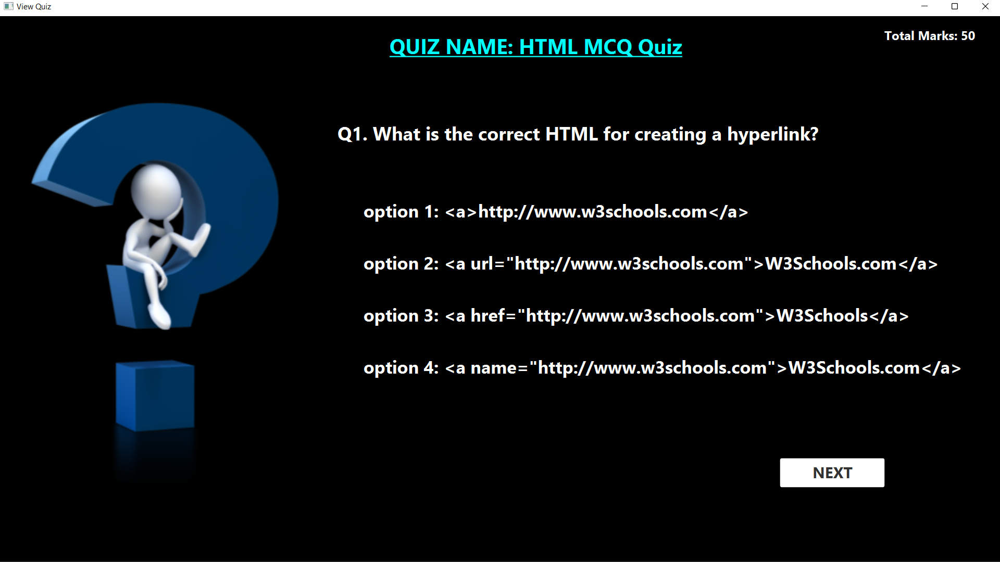 View Quiz
Total Marks: 50
QUIZ NAME: HTML MCQ Quiz
Q1. What is the correct HTML for creating a hyperlink?
option 1: <a>http://www.w3schools.com</a>
option 2: <a url="http://www.w3schools.com">W3Schools.com</a>
option 3: <a href="http://www.w3schools.com">W3Schools</a>
option 4: <a name="http://www.w3schools.com">W3Schools.com</a>
NEXT